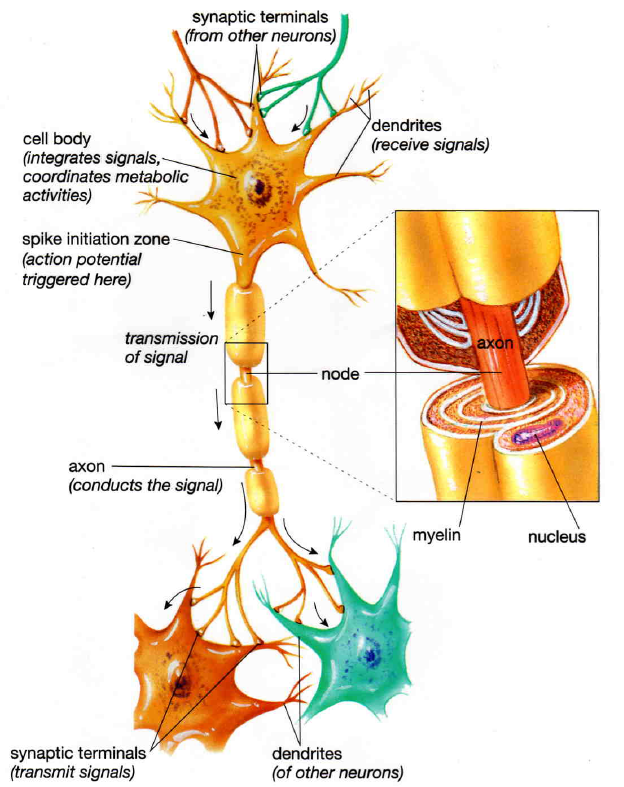 synaptic terminals
(from other neurons)
dendrites
(receive signals)
cell body
(integrates signals,
coordinates metabolic
activities)
spike initiation zone
(action potential
triggered here)
transmission
of signal
axon
node
axon
(conducts the signal)
myelin
nucleus
synaptic terminals
(transmit signals)
dendrites
(of other neurons)